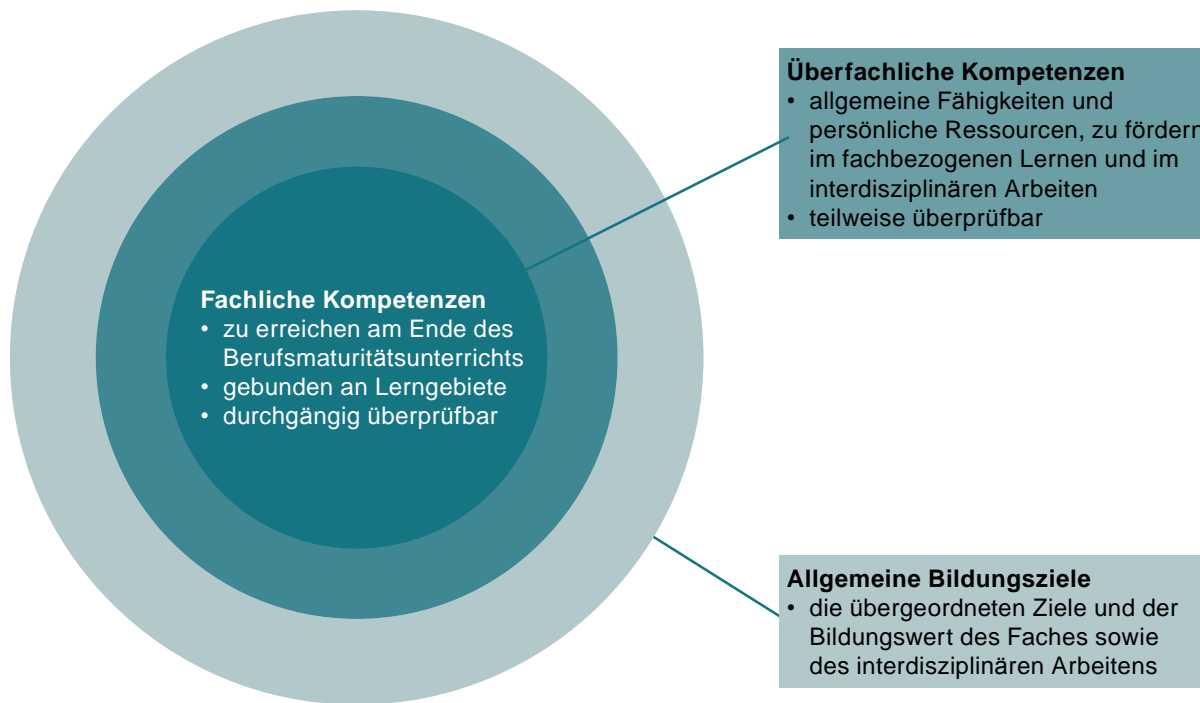 Überfachliche Kompetenzen
• allgemeine Fähigkeiten und
persönliche Ressourcen, zu fördern
im fachbezogenen Lernen und im
interdisziplinären Arbeiten
• teilweise überprüfbar
Fachliche Kompetenzen
• zu erreichen am Ende des
Berufsmaturitätsunterrichts
• gebunden an Lerngebiete
• durchgängig überprüfbar
Allgemeine Bildungsziele
• die übergeordneten Ziele und der
Bildungswert des Faches sowie
des interdisziplinären Arbeitens